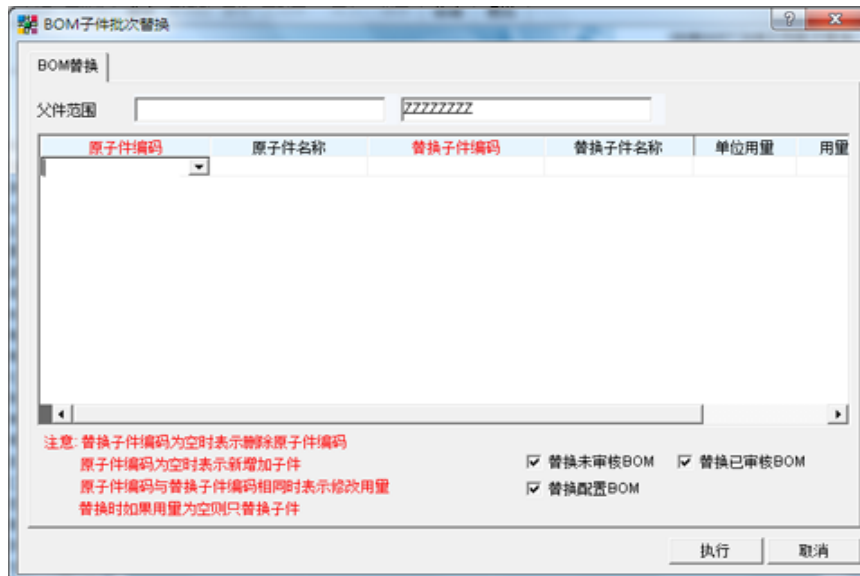 BOM子件批次替换
BOM替换
父件范围 ZZZZZZZZ
原子件编码 原子件名称 替换子件编码 替换子件名称 单位用量 用量
注意: 替换子件编码为空时表示删除原子件编码
原子件编码为空时表示新增加子件
替换未审核BOM 替换已审核BOM
原子件编码与替换子件编码相同时表示修改用量
替换配置BOM
替换时如果用量为空则只替换子件
执行 取消